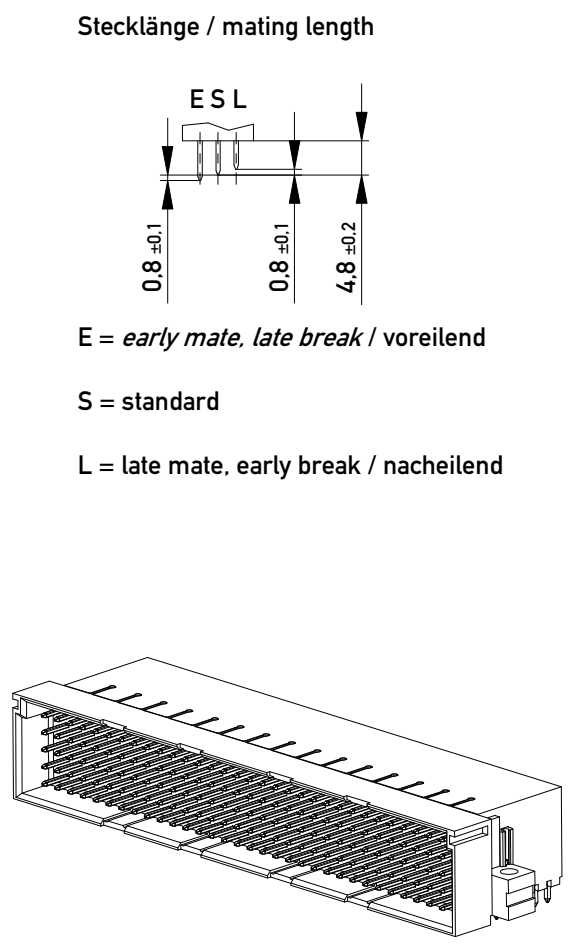 Stecklänge / mating length
E S L
0,8 ±0,1
0,8 ±0,1
4,8 ±0,2
E = early mate, late break / voreilend
S = standard
L = late mate, early break / nacheilend